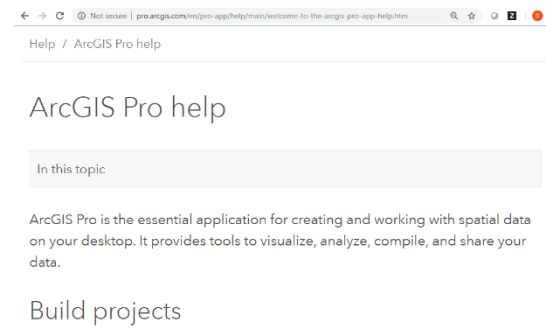 Not secure | pro.arcgis.com/en/pro-app/help/main/welcome-to-the-arcgis-pro-app-help.htm
Help / ArcGIS Pro help
ArcGIS Pro help
In this topic
ArcGIS Pro is the essential application for creating and working with spatial data
on your desktop. It provides tools to visualize, analyze, compile, and share your
data.
Build projects